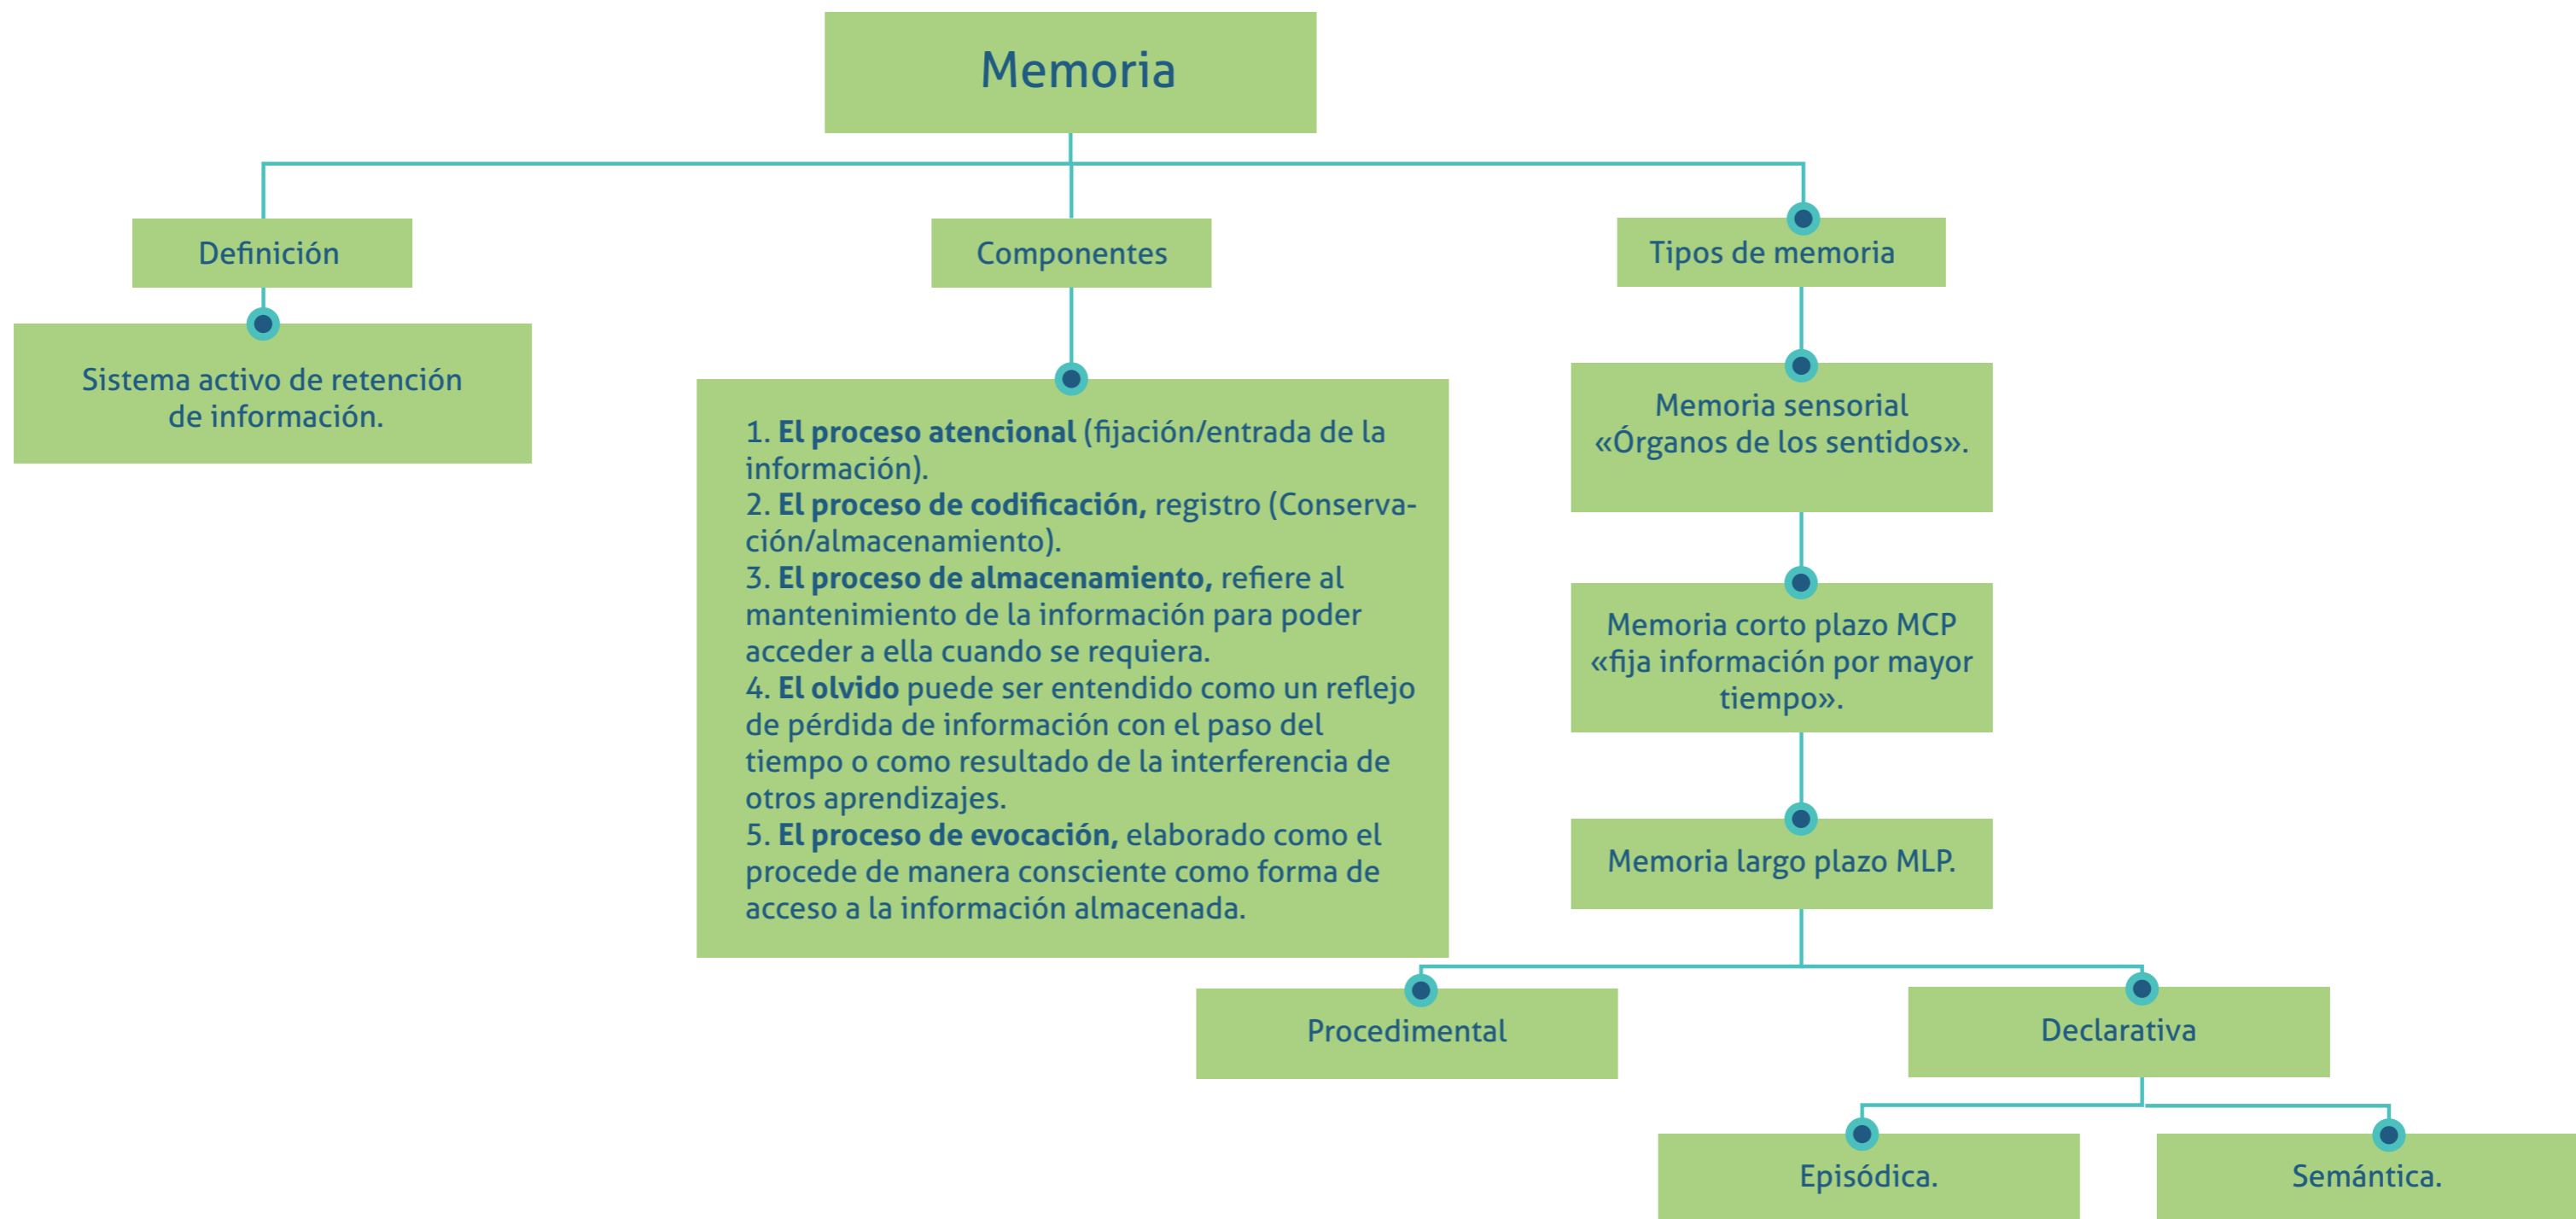 Memoria
Definición
Componentes
Tipos de memoria
Sistema activo de retención
de información.
1. El proceso atencional (fijación/entrada de la
información).
2. El proceso de codificación, registro (Conserva-
ción/almacenamiento).
3. El proceso de almacenamiento, refiere al
mantenimiento de la información para poder
acceder a ella cuando se requiera.
4. El olvido puede ser entendido como un reflejo
de pérdida de información con el paso del
tiempo o como resultado de la interferencia de
otros aprendizajes.
5. El proceso de evocación, elaborado como el
procede de manera consciente como forma de
acceso a la información almacenada.
Memoria sensorial
«Órganos de los sentidos».
Memoria corto plazo MCP
«fija información por mayor
tiempo».
Memoria largo plazo MLP.
Procedimental
Declarativa
Episódica.
Semántica.